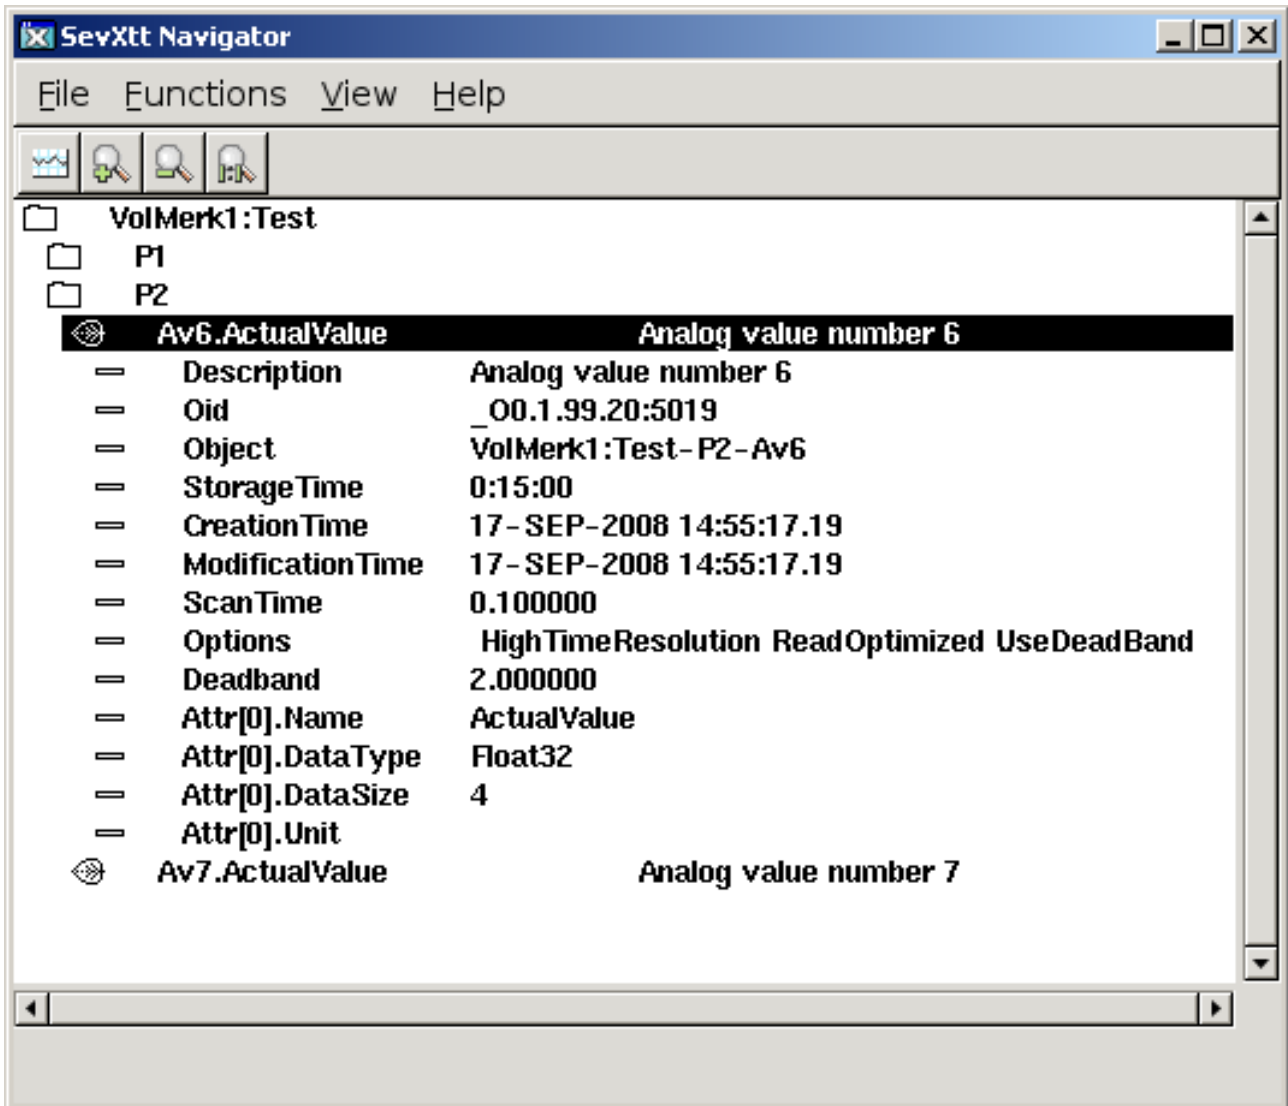 SevXtt Navigator
File Functions View Help
VolMerk1:Test
P1
P2
Av6.ActualValue Analog value number 6
Description Analog value number 6
Oid _O0.1.99.20:5019
Object VolMerk1:Test-P2-Av6
StorageTime 0:15:00
CreationTime 17-SEP-2008 14:55:17.19
ModificationTime 17-SEP-2008 14:55:17.19
ScanTime 0.100000
Options HighTimeResolution ReadOptimized UseDeadBand
Deadband 2.000000
Attr[0].Name ActualValue
Attr[0].DataType Float32
Attr[0].DataSize 4
Attr[0].Unit
Av7.ActualValue Analog value number 7